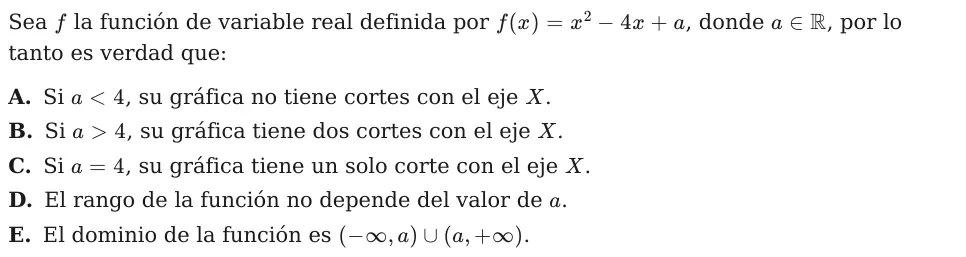 Sea f la función de variable real definida por f(x) = x² − 4x + a, donde a ∈ ℝ, por lo
tanto es verdad que:
A. Si a < 4, su gráfica no tiene cortes con el eje X.
B. Si a > 4, su gráfica tiene dos cortes con el eje X.
C. Si a = 4, su gráfica tiene un solo corte con el eje X.
D. El rango de la función no depende del valor de a.
E. El dominio de la función es (−∞, a) ∪ (a, +∞).